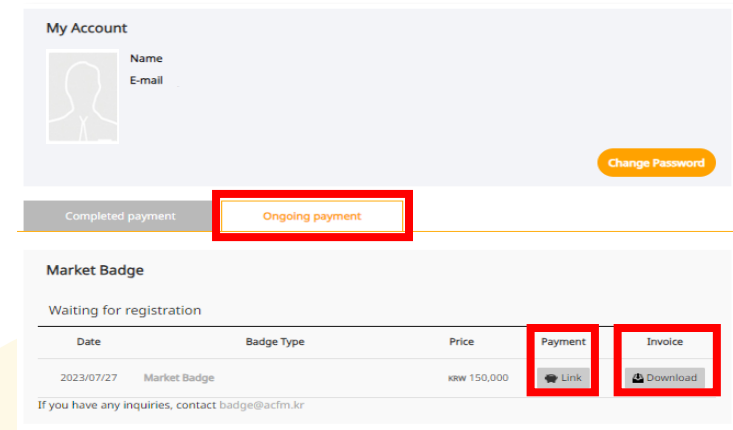 My Account
Name
E-mail
Change Password
Completed payment Ongoing payment
Market Badge
Waiting for registration
Date Badge Type Price Payment Invoice
2023/07/27 Market Badge KRW 150,000 Link Download
If you have any inquiries, contact badge@acfm.kr